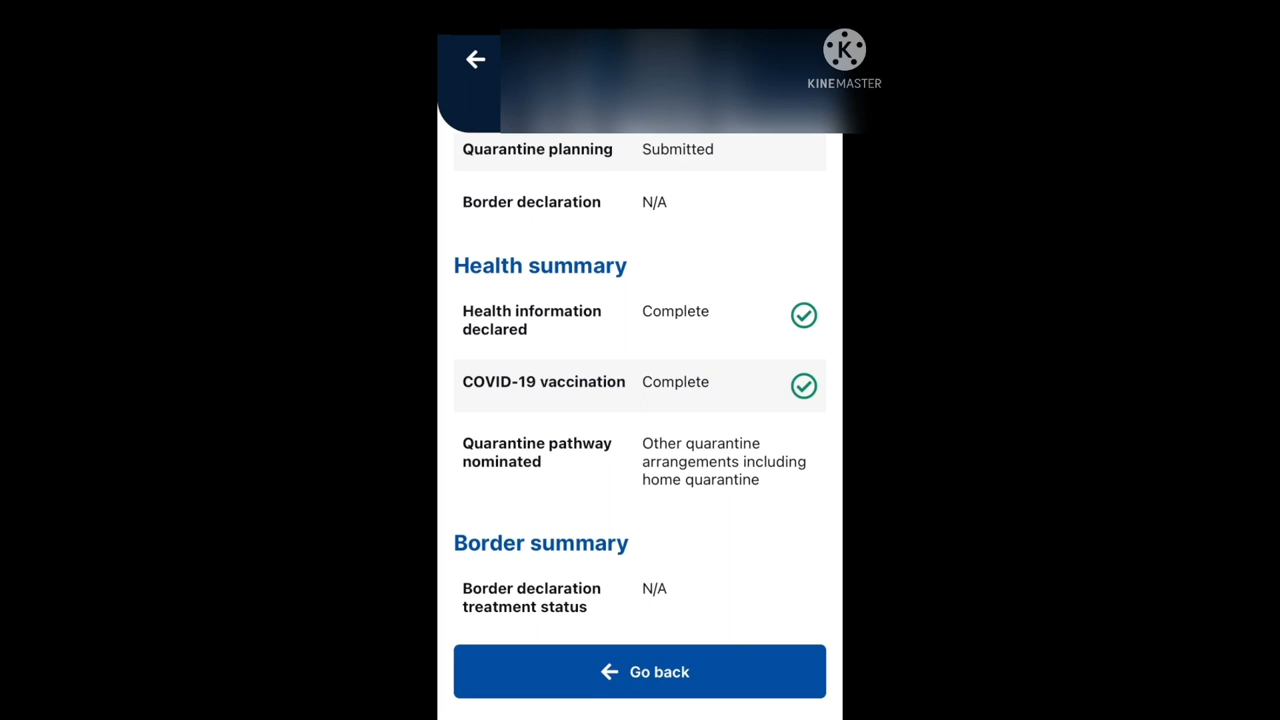 K
KINEMASTER
Quarantine planning Submitted
Border declaration N/A
Health summary
Health information Complete
declared
COVID-19 vaccination Complete
Quarantine pathway Other quarantine
nominated arrangements including
home quarantine
Border summary
Border declaration N/A
treatment status
Go back